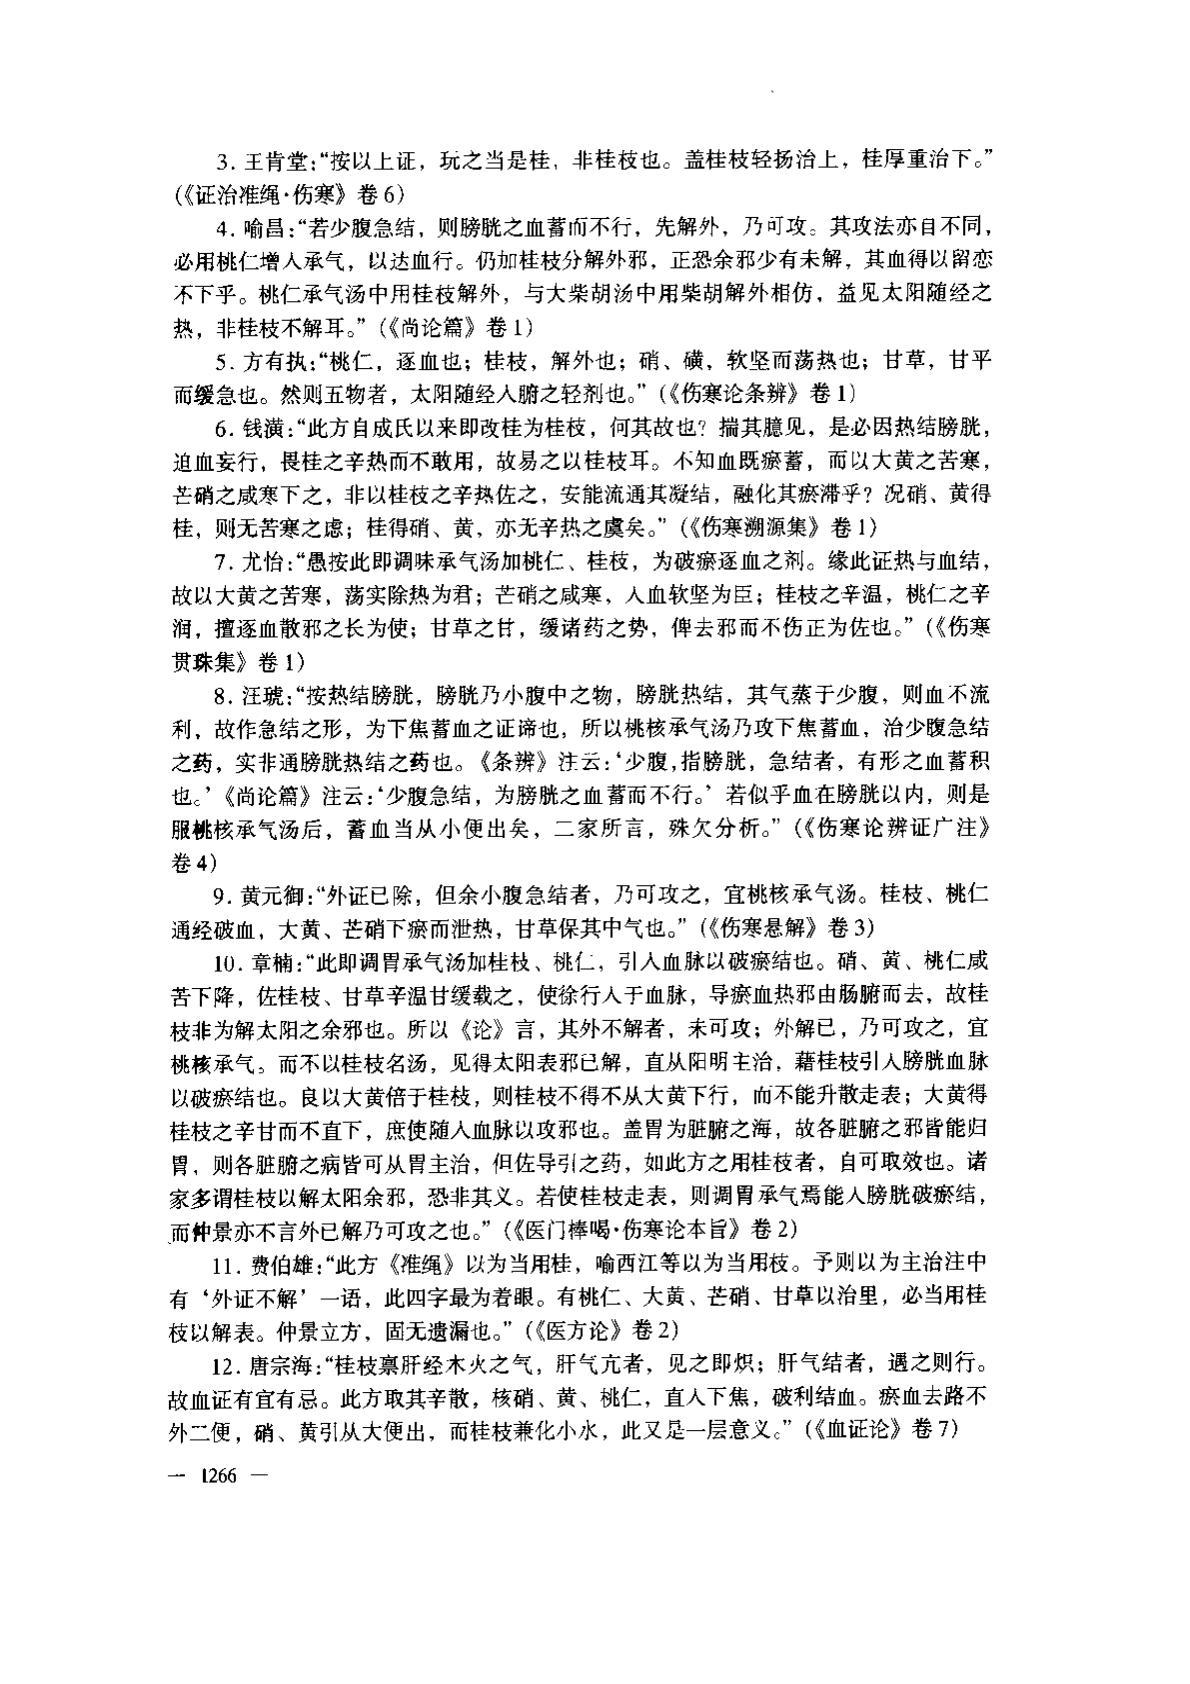 3. 王肯堂:“按以上证，玩之当是桂，非桂枝也。盖桂枝轻扬治上，桂厚重治下。”
(《证治准绳·伤寒》卷 6)
4. 喻昌:“若少腹急结，则膀胱之血蓄而不行，先解外，乃可攻。其攻法亦自不同，
必用桃仁增入承气，以达血行。仍加桂枝分解外邪，正恐余邪少有未解，其血得以留恋
不下乎。桃仁承气汤中用桂枝解外，与大柴胡汤中用柴胡解外相仿，益见太阳随经之
热，非桂枝不解耳。”(《尚论篇》卷 1)
5. 方有执:“桃仁，逐血也；桂枝，解外也；硝、磺，软坚而荡热也；甘草，甘平
而缓急也。然则五物者，太阳随经入腑之轻剂也。”(《伤寒论条辨》卷 1)
6. 钱潢:“此方自成氏以来即改桂为桂枝，何其故也？揣其臆见，是必因热结膀胱，
迫血妄行，畏桂之辛热而不敢用，故易之以桂枝耳。不知血既瘀蓄，而以大黄之苦寒，
芒硝之咸寒下之，非以桂枝之辛热佐之，安能流通其凝结，融化其瘀滞乎？况硝、黄得
桂，则无苦寒之虑；桂得硝、黄，亦无辛热之虞矣。”(《伤寒溯源集》卷 1)
7. 尤怡:“愚按此即调味承气汤加桃仁、桂枝，为破瘀逐血之剂。缘此证热与血结，
故以大黄之苦寒，荡实除热为君；芒硝之咸寒，入血软坚为臣；桂枝之辛温，桃仁之辛
润，擅逐血散邪之长为使；甘草之甘，缓诸药之势，俾去邪而不伤正为佐也。”(《伤寒
贯珠集》卷 1)
8. 汪琥:“按热结膀胱，膀胱乃小腹中之物，膀胱热结，其气蒸于少腹，则血不流
利，故作急结之形，为下焦蓄血之证谛也，所以桃核承气汤乃攻下焦蓄血，治少腹急结
之药，实非通膀胱热结之药也。《条辨》注云:‘少腹,指膀胱，急结者，有形之血蓄积
也。’《尚论篇》注云:‘少腹急结，为膀胱之血蓄而不行。’若似乎血在膀胱以内，则是
服桃核承气汤后，蓄血当从小便出矣，二家所言，殊欠分析。”(《伤寒论辨证广注》
卷 4)
9. 黄元御:“外证已除，但余小腹急结者，乃可攻之，宜桃核承气汤。桂枝、桃仁
通经破血，大黄、芒硝下瘀而泄热，甘草保其中气也。”(《伤寒悬解》卷 3)
10. 章楠:“此即调胃承气汤加桂枝、桃仁，引入血脉以破瘀结也。硝、黄、桃仁咸
苦下降，佐桂枝、甘草辛温甘缓载之，使徐行入于血脉，导瘀血热邪由肠腑而去，故桂
枝非为解太阳之余邪也。所以《论》言，其外不解者，未可攻；外解已，乃可攻之，宜
桃核承气。而不以桂枝名汤，见得太阳表邪已解，直从阳明主治，藉桂枝引入膀胱血脉
以破瘀结也。良以大黄倍于桂枝，则桂枝不得不从大黄下行，而不能升散走表；大黄得
桂枝之辛甘而不直下，庶使随入血脉以攻邪也。盖胃为脏腑之海，故各脏腑之邪皆能归
胃，则各脏腑之病皆可从胃主治，但佐导引之药，如此方之用桂枝者，自可取效也。诸
家多谓桂枝以解太阳余邪，恐非其义。若使桂枝走表，则调胃承气焉能入膀胱破瘀结，
而仲景亦不言外已解乃可攻之也。”(《医门棒喝·伤寒论本旨》卷 2)
11. 费伯雄:“此方《准绳》以为当用桂，喻西江等以为当用枝。予则以为主治注中
有‘外证不解’一语，此四字最为着眼。有桃仁、大黄、芒硝、甘草以治里，必当用桂
枝以解表。仲景立方，固无遗漏也。”(《医方论》卷 2)
12. 唐宗海:“桂枝禀肝经木火之气，肝气亢者，见之即炽；肝气结者，遇之则行。
故血证有宜有忌。此方取其辛散，核硝、黄、桃仁，直入下焦，破利结血。瘀血去路不
外二便，硝、黄引从大便出，而桂枝兼化小水，此又是一层意义。”(《血证论》卷 7)
— 1266 —